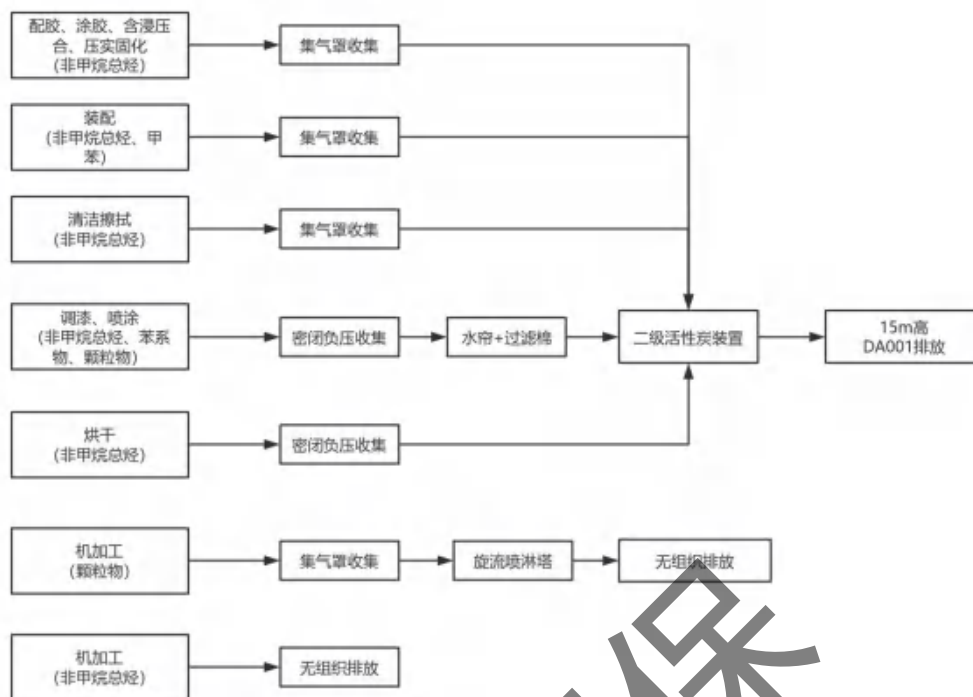 配胶、涂胶、含浸压
合、压实固化
(非甲烷总烃)
集气罩收集
装配
(非甲烷总烃、甲
苯)
集气罩收集
清洁擦拭
(非甲烷总烃)
集气罩收集
调漆、喷涂
(非甲烷总烃、苯系
物、颗粒物)
密闭负压收集
水帘+过滤棉
二级活性炭装置
15m高
DA001排放
烘干
(非甲烷总烃)
密闭负压收集
机加工
(颗粒物)
集气罩收集
旋流喷淋塔
无组织排放
机加工
(非甲烷总烃)
无组织排放
保